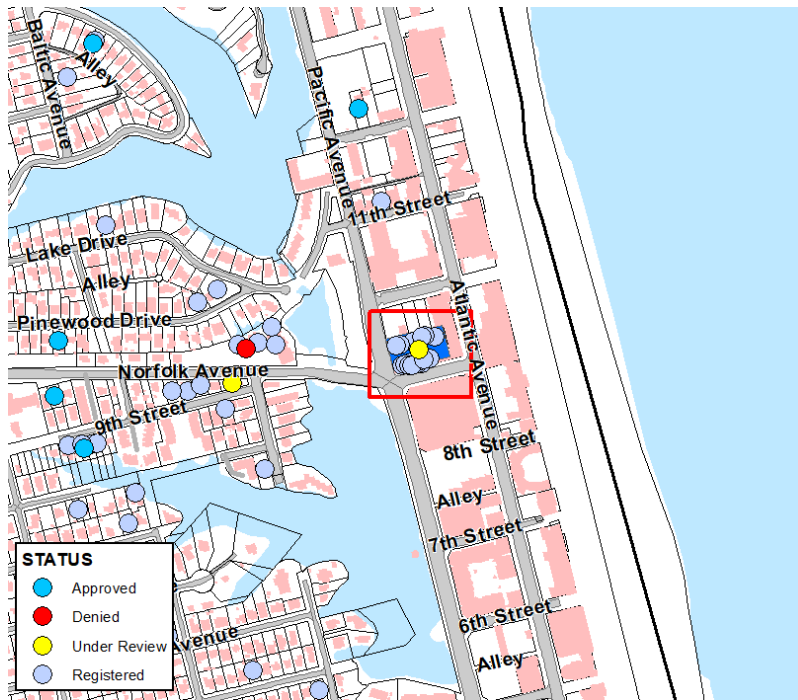 Baltic Avenue
Alley
Pacific Avenue
11th Street
Lake Drive
Alley
Pinewood Drive
Atlantic Avenue
Norfolk Avenue
9th Street
8th Street
Alley
7th Street
6th Street
Alley
Avenue
STATUS
Approved
Denied
Under Review
Registered